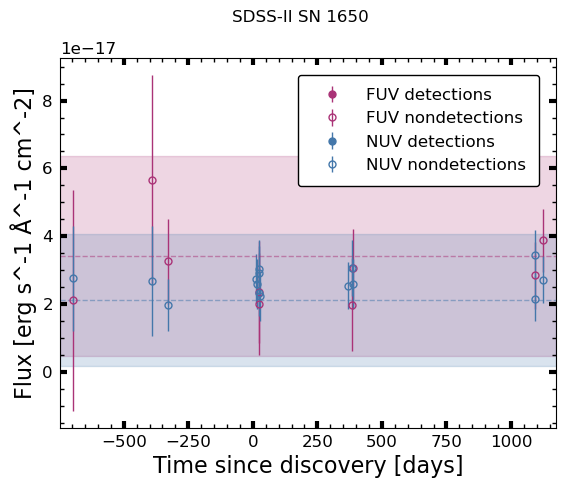 SDSS-II SN 1650
1e−17
FUV detections
FUV nondetections
NUV detections
NUV nondetections
8
6
4
2
0
Flux [erg s^-1 Å^-1 cm^-2]
−500
−250
0
250
500
750
1000
Time since discovery [days]